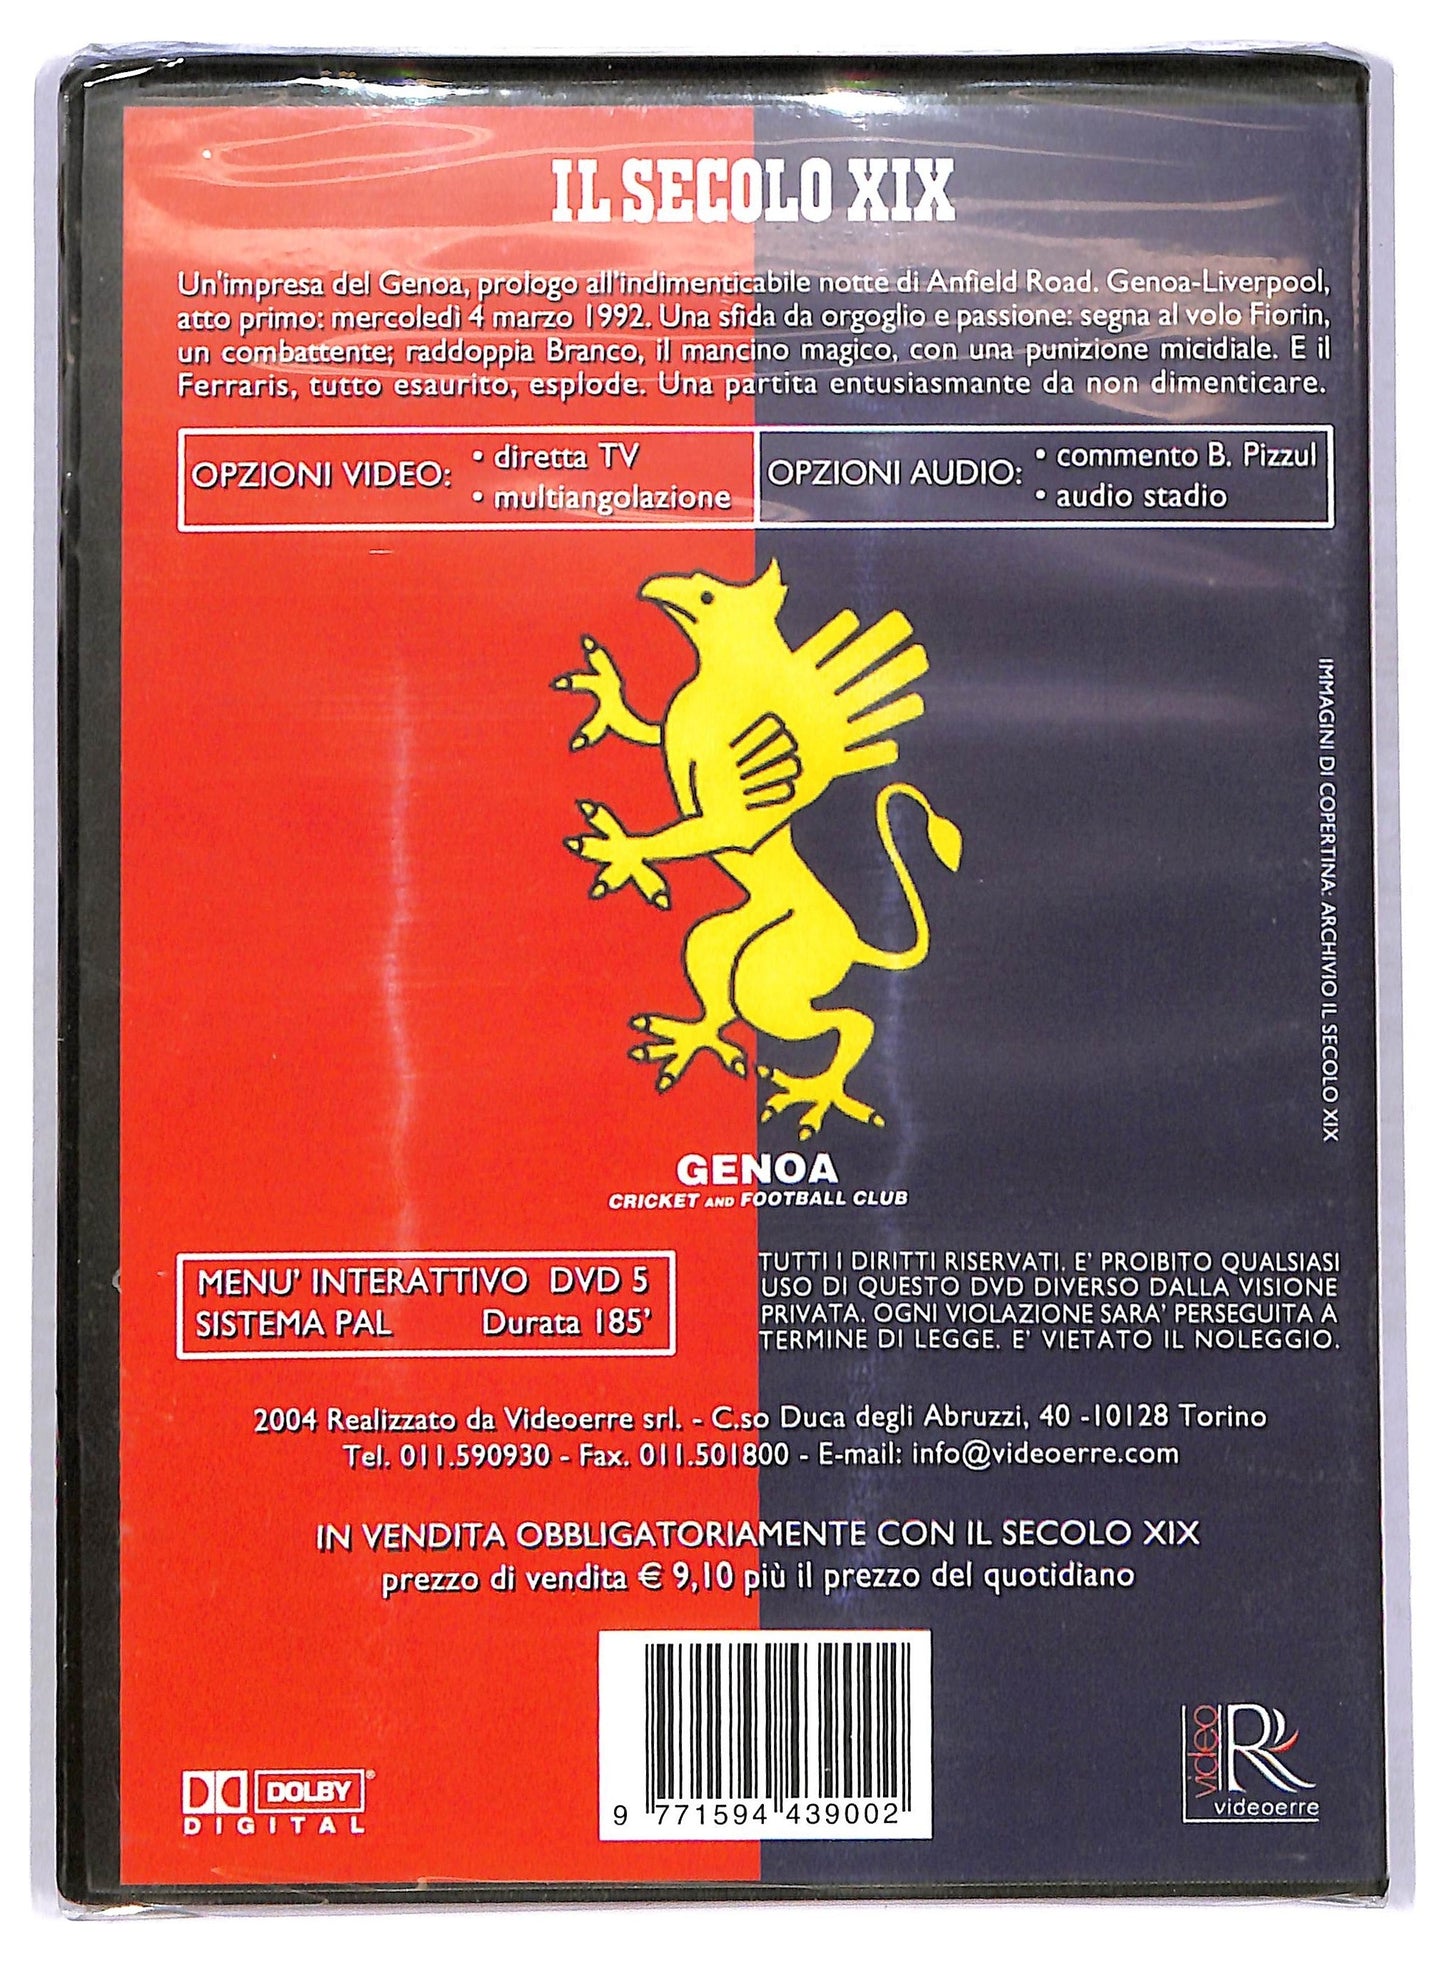 IL SECOLO XIX
Un'impresa del Genoa, prologo all'indimenticabile notte di Anfield Road. Genoa-Liverpool,
atto primo: mercoledì 4 marzo 1992. Una sfida da orgoglio e passione: segna al volo Fiorin,
un combattente; raddoppia Branco, il mancino magico, con una punizione micidiale. E il
Ferraris, tutto esaurito, esplode. Una partita entusiasmante da non dimenticare.
OPZIONI VIDEO:
• diretta TV
• multiangolazione
OPZIONI AUDIO:
• commento B. Pizzul
• audio stadio
IMMAGINI DI COPERTINA: ARCHIVIO IL SECOLO XIX
GENOA
CRICKET AND FOOTBALL CLUB
MENU' INTERATTIVO DVD 5
SISTEMA PAL Durata 185'
TUTTI I DIRITTI RISERVATI. E' PROIBITO QUALSIASI
USO DI QUESTO DVD DIVERSO DALLA VISIONE
PRIVATA. OGNI VIOLAZIONE SARA' PERSEGUITA A
TERMINE DI LEGGE. E' VIETATO IL NOLEGGIO.
2004 Realizzato da Videoerre srl. - C.so Duca degli Abruzzi, 40 -10128 Torino
Tel. 011.590930 - Fax. 011.501800 - E-mail: info@videoerre.com
IN VENDITA OBBLIGATORIAMENTE CON IL SECOLO XIX
prezzo di vendita € 9,10 più il prezzo del quotidiano
9 771594 439002
DOLBY®
DIGITAL
video R
videoerre